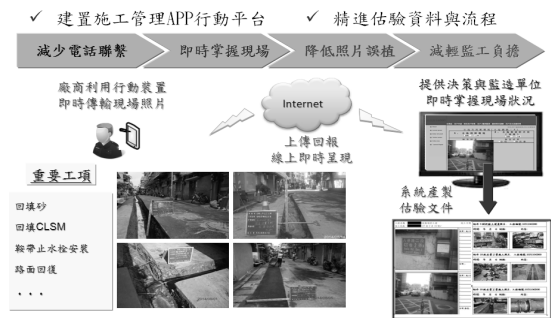 ✓ 建置施工管理APP行動平台
✓ 精進估驗資料與流程
減少電話聯繫
即時掌握現場
降低照片誤植
減輕監工負擔
廠商利用行動裝置
即時傳輸現場照片
Internet
上傳回報
線上即時呈現
提供決策與監造單位
即時掌握現場狀況
重要工項
回填砂
回填CLSM
鞍帶止水栓安裝
路面回復
...
系統產製
估驗文件